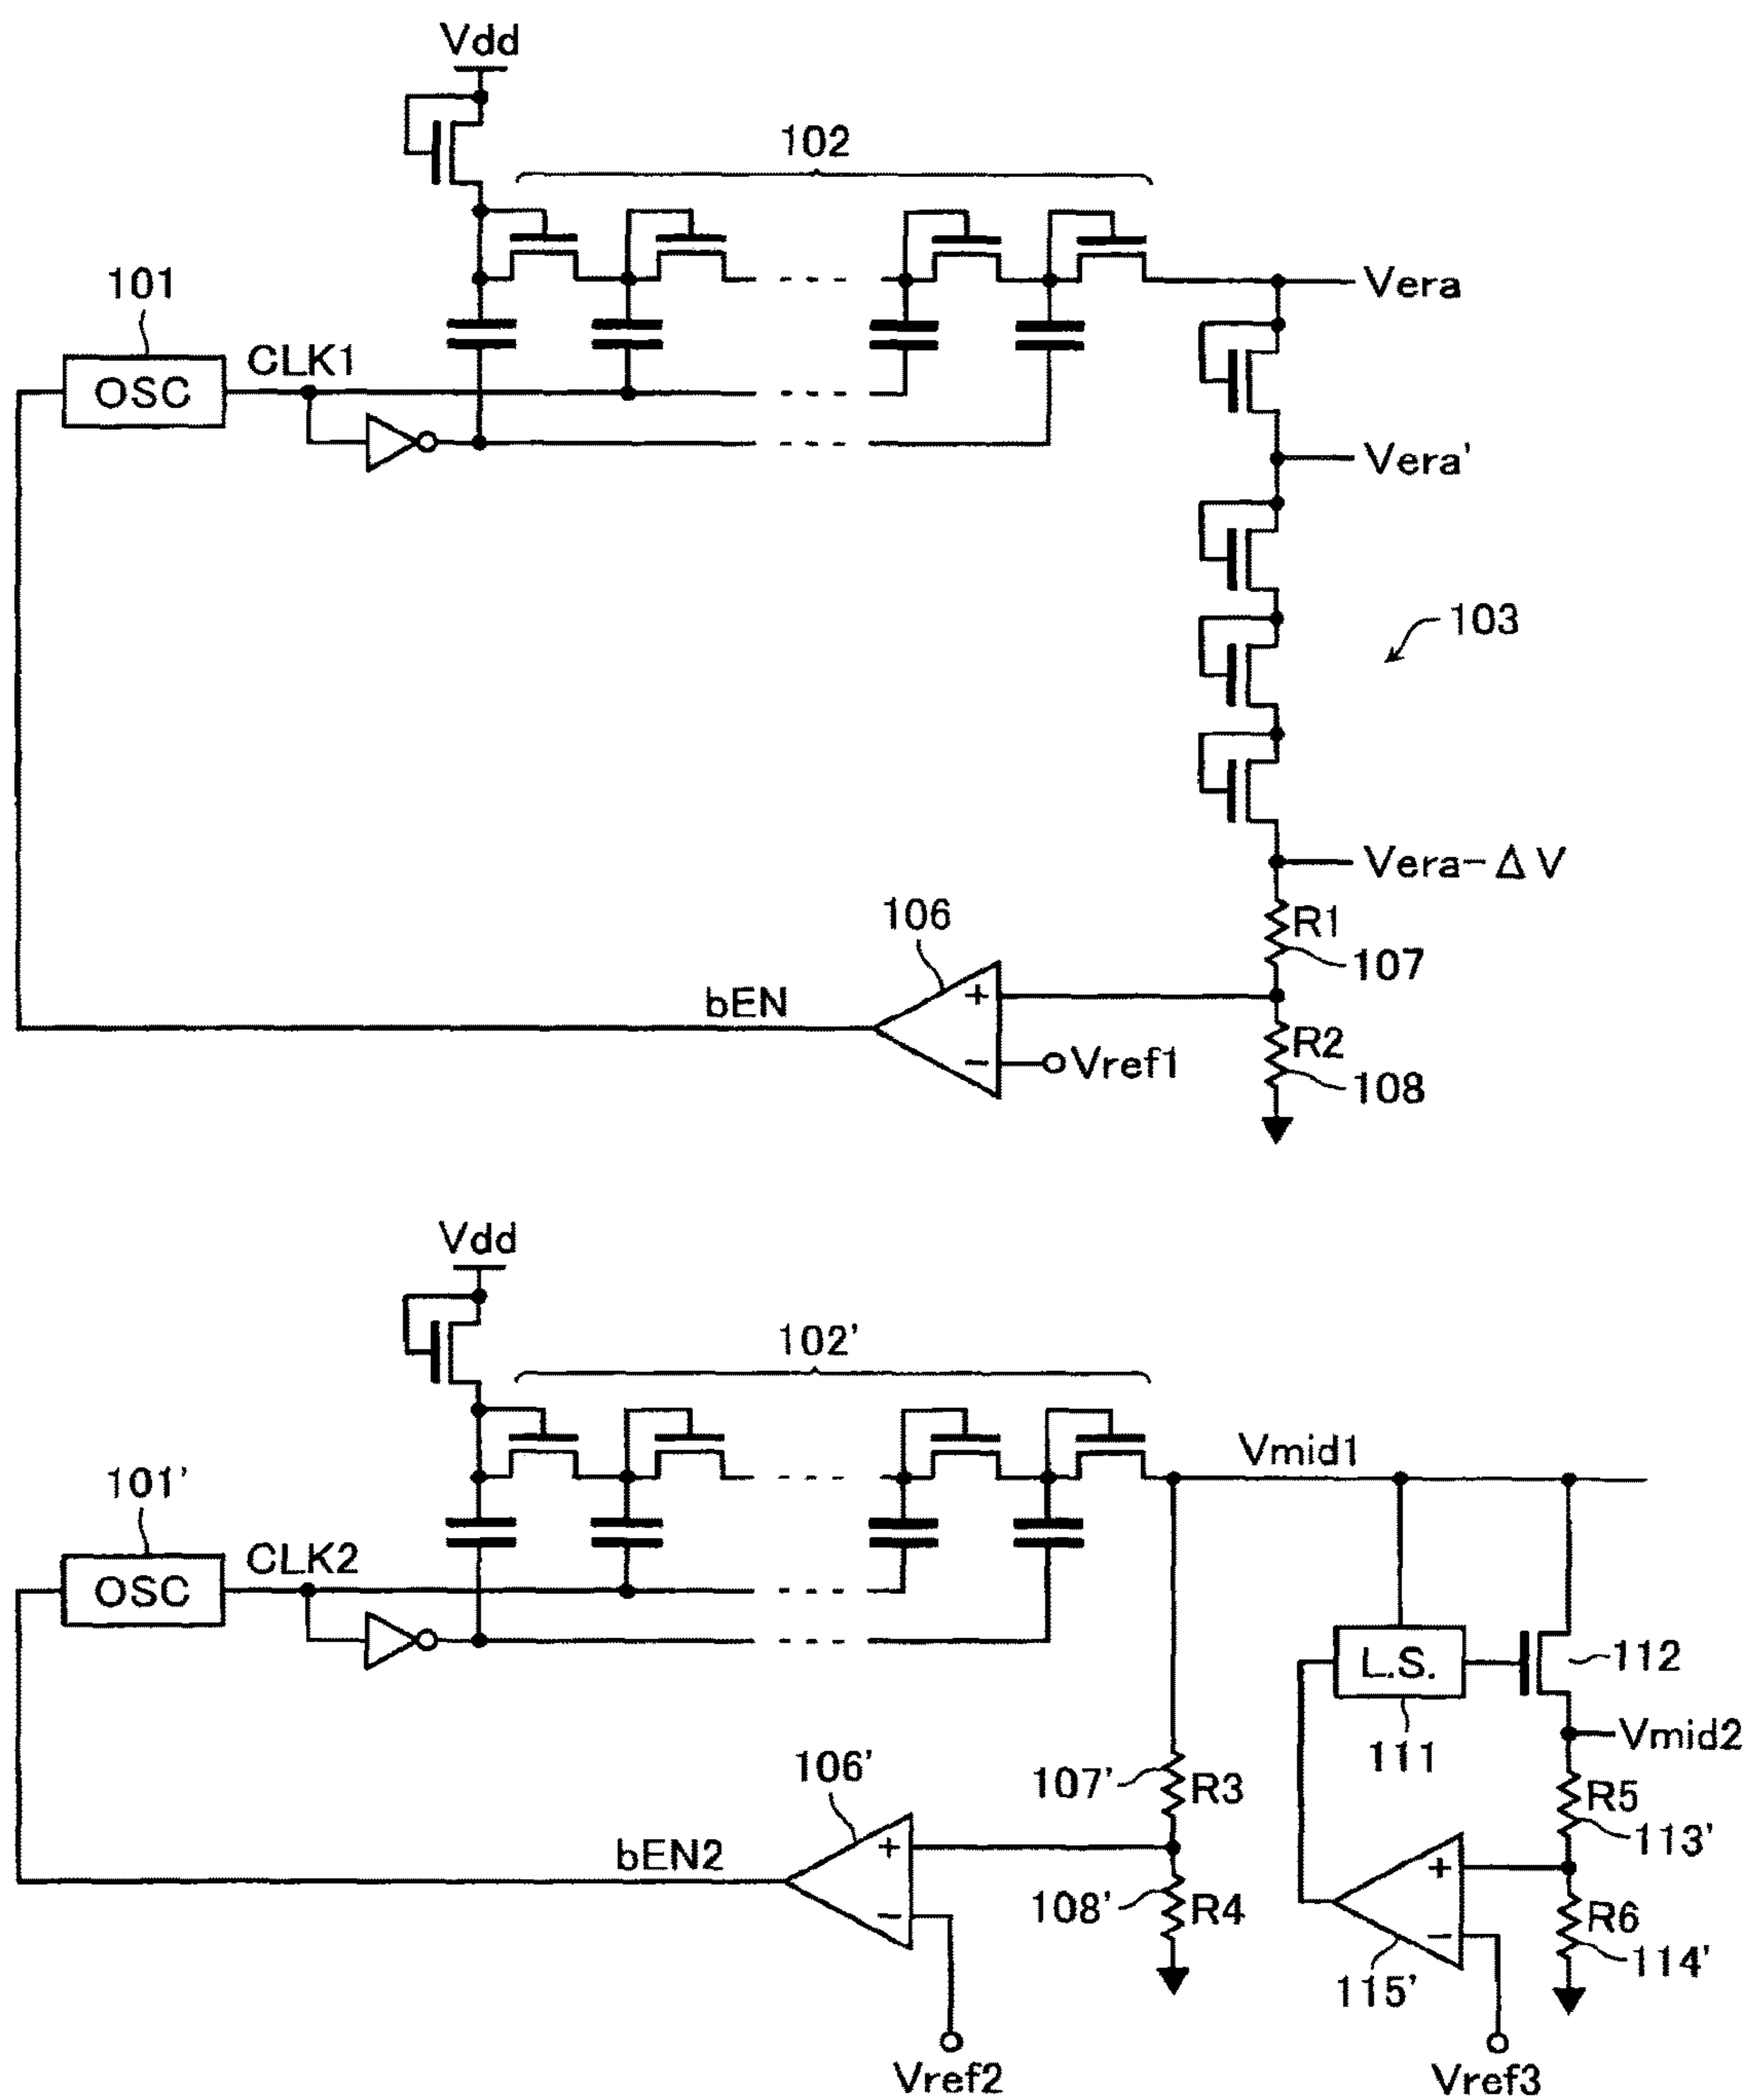 Vdd
102
101
Vera
CLK1
OSC
Vera'
103
Vera-ΔV
106
R1
107
bEN
+
R2
-
Vref1
108
Vdd
102'
Vmid1
101'
CLK2
OSC
L.S.
112
Vmid2
111
106'
107'
R3
R5
113'
bEN2
+
+
108'
R4
R6
-
-
114'
115'
Vref2
Vref3